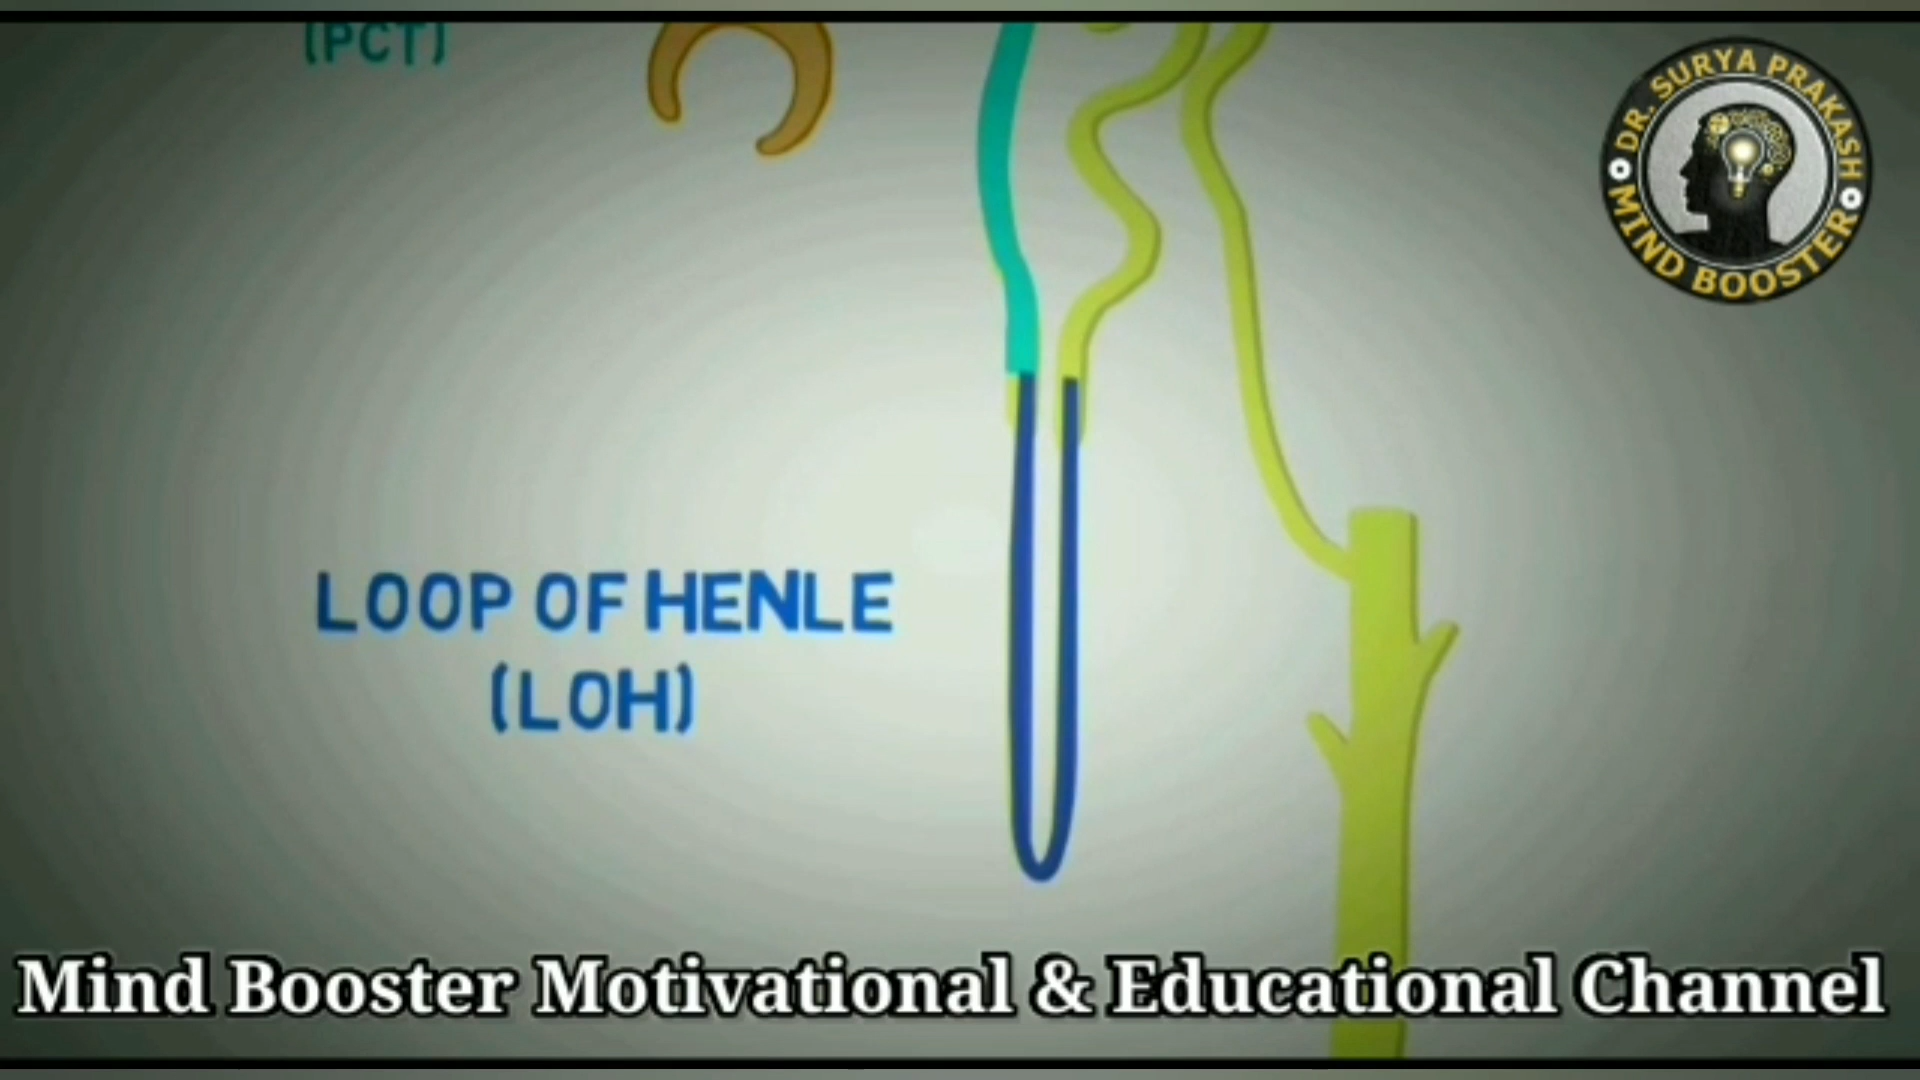 (PCT)
DR. SURYA PRAKASH
MIND BOOSTER
LOOP OF HENLE
(LOH)
Mind Booster Motivational & Educational Channel